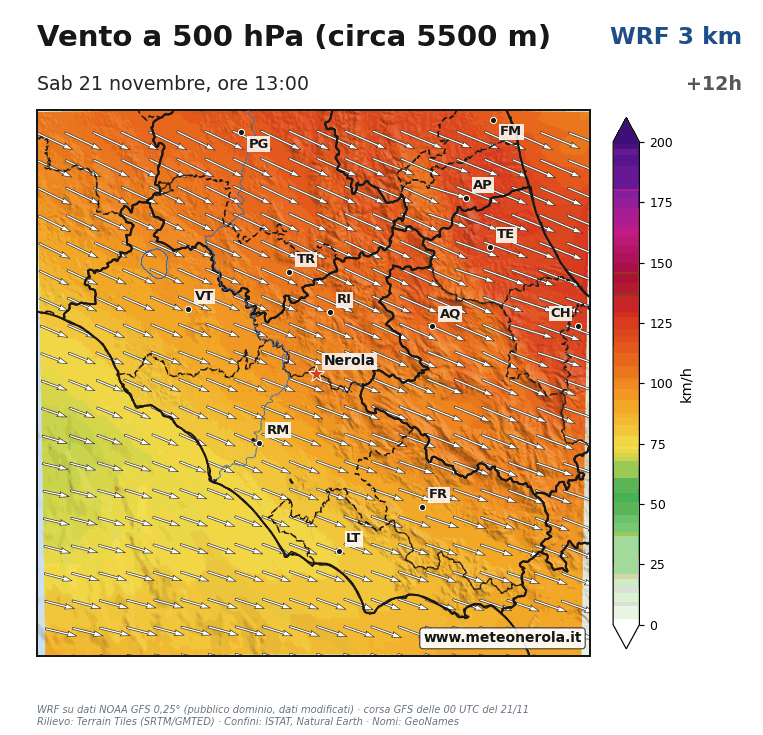 Vento a 500 hPa (circa 5500 m)
WRF 3 km
Sab 21 novembre, ore 13:00
+12h
FM
PG
AP
TE
TR
VT
RI
AQ
CH
Nerola
RM
FR
LT
www.meteonerola.it
200
175
150
125
100
75
50
25
0
km/h
WRF su dati NOAA GFS 0,25° (pubblico dominio, dati modificati) · corsa GFS delle 00 UTC del 21/11
Rilievo: Terrain Tiles (SRTM/GMTED) · Confini: ISTAT, Natural Earth · Nomi: GeoNames